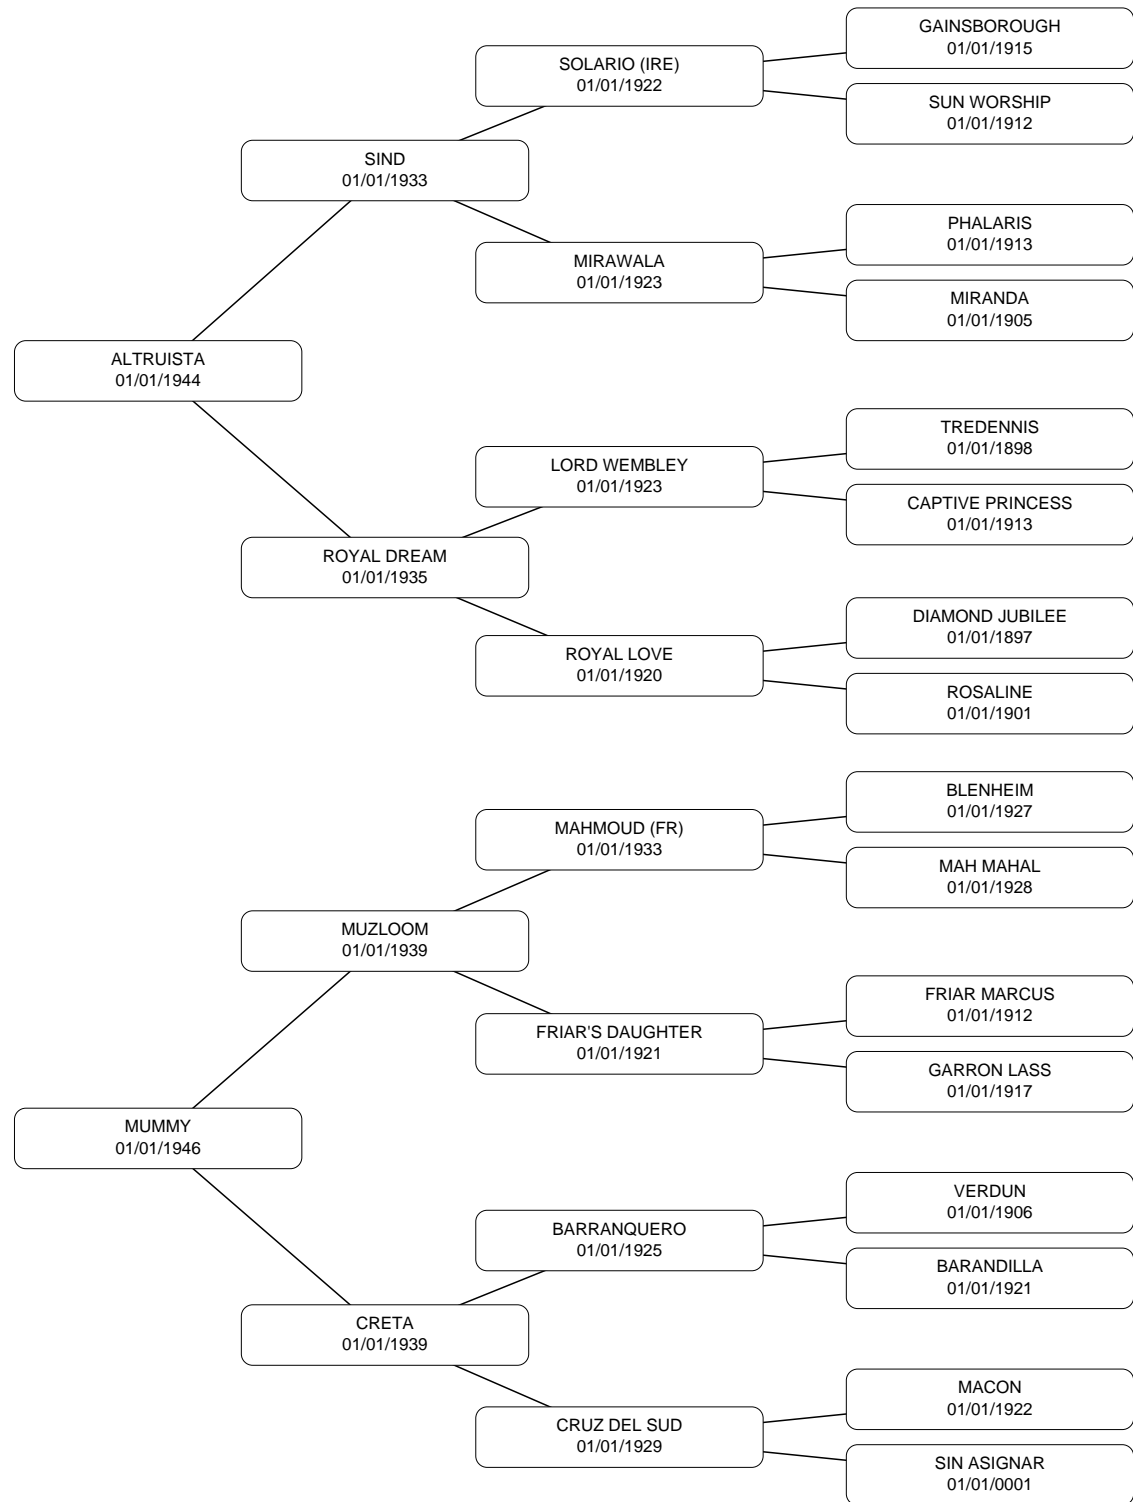 GAINSBOROUGH
01/01/1915
SOLARIO (IRE)
01/01/1922
SUN WORSHIP
01/01/1912
SIND
01/01/1933
PHALARIS
01/01/1913
MIRAWALA
01/01/1923
MIRANDA
01/01/1905
ALTRUISTA
01/01/1944
TREDENNIS
01/01/1898
LORD WEMBLEY
01/01/1923
CAPTIVE PRINCESS
01/01/1913
ROYAL DREAM
01/01/1935
DIAMOND JUBILEE
01/01/1897
ROYAL LOVE
01/01/1920
ROSALINE
01/01/1901
BLENHEIM
01/01/1927
MAHMOUD (FR)
01/01/1933
MAH MAHAL
01/01/1928
MUZLOOM
01/01/1939
FRIAR MARCUS
01/01/1912
FRIAR'S DAUGHTER
01/01/1921
GARRON LASS
01/01/1917
MUMMY
01/01/1946
VERDUN
01/01/1906
BARRANQUERO
01/01/1925
BARANDILLA
01/01/1921
CRETA
01/01/1939
MACON
01/01/1922
CRUZ DEL SUD
01/01/1929
SIN ASIGNAR
01/01/0001